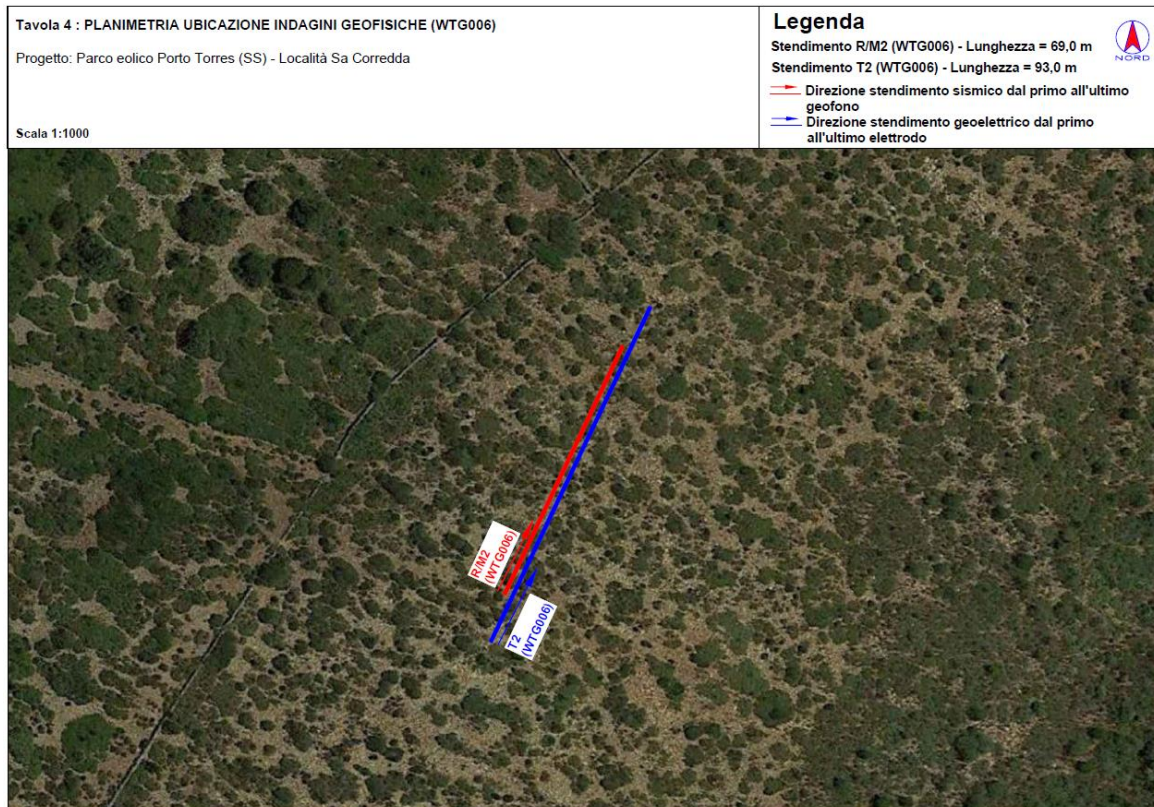 Tavola 4 : PLANIMETRIA UBICAZIONE INDAGINI GEOFISICHE (WTG006)
Progetto: Parco eolico Porto Torres (SS) - Località Sa Corredda
Scala 1:1000
Legenda
Stendimento R/M2 (WTG006) - Lunghezza = 69,0 m
Stendimento T2 (WTG006) - Lunghezza = 93,0 m
Direzione stendimento sismico dal primo all'ultimo
geofono
Direzione stendimento geoelettrico dal primo
all'ultimo elettrodo
NORD
R/M2
(WTG006)
T2
(WTG006)